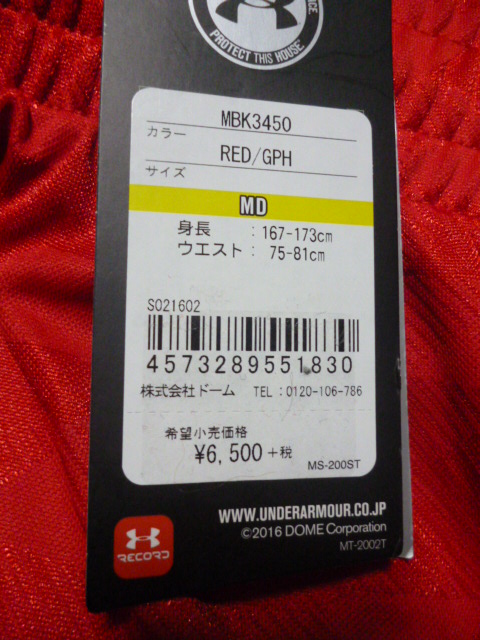 PROTECT THIS HOUSE
MBK3450
カラー
RED/GPH
サイズ
MD
身長 : 167-173cm
ウエスト : 75-81cm
S021602
4573289551830
株式会社ドーム TEL:0120-106-786
希望小売価格
¥6,500+税
MS-200ST
WWW.UNDERARMOUR.CO.JP
©2016 DOME Corporation
MT-2002T
RECORD